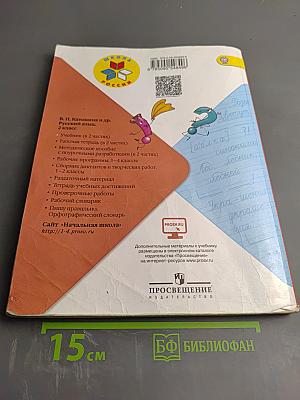 ШКОЛА
РОССИИ
В. П. Канакина и др.
Русский язык.
2 класс
Учебник (в 2 частях)
Рабочая тетрадь (в 2 частях)
Методическое пособие
с поурочными разработками (в 2 частях)
Рабочие программы. 1–4 классы
Сборник диктантов и творческих работ.
1–2 классы
Раздаточный материал
Тетрадь учебных достижений
Проверочные работы
Рабочий словарик
Пишу правильно.
Орфографический словарь
Сайт «Начальная школа»
http://1-4.prosv.ru
PROSV.RU
Дополнительные материалы к учебнику
размещены в электронном каталоге
издательства «Просвещение»
на интернет-ресурсе www.prosv.ru
ПРОСВЕЩЕНИЕ
ИЗДАТЕЛЬСТВО
15 см
БФ БИБЛИОФАН